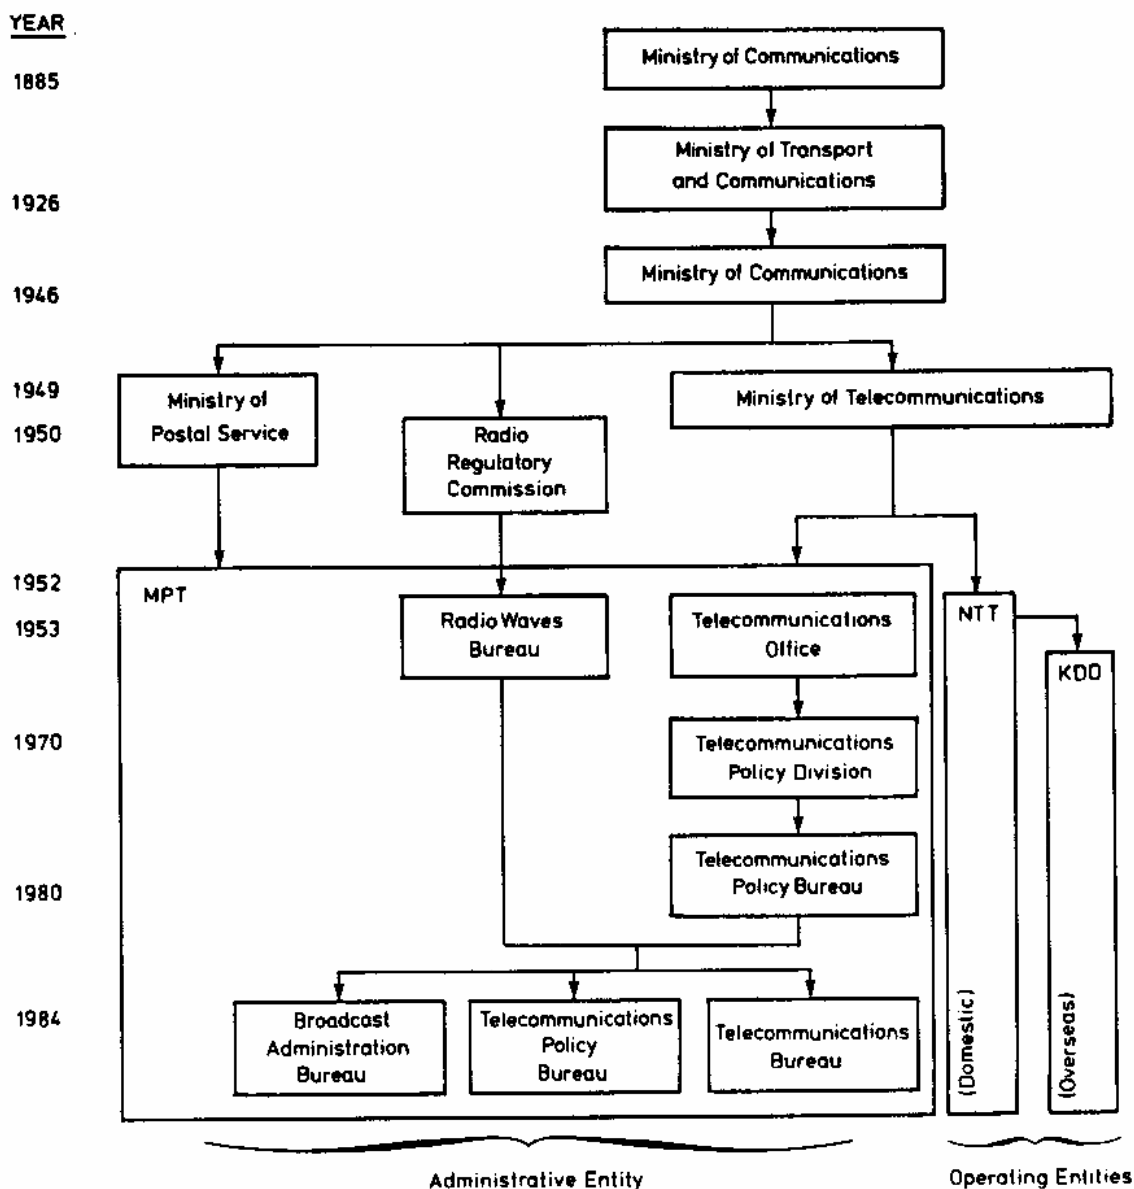 YEAR
1885
Ministry of Communications
Ministry of Transport
and Communications
1926
Ministry of Communications
1946
1949
Ministry of
Postal Service
1950
Radio
Regulatory
Commission
Ministry of Telecommunications
1952
MPT
1953
Radio Waves
Bureau
Telecommunications
Office
NTT
KDD
1970
Telecommunications
Policy Division
Telecommunications
Policy Bureau
1980
1984
Broadcast
Administration
Bureau
Telecommunications
Policy
Bureau
Telecommunications
Bureau
(Domestic)
(Overseas)
Administrative Entity
Operating Entities